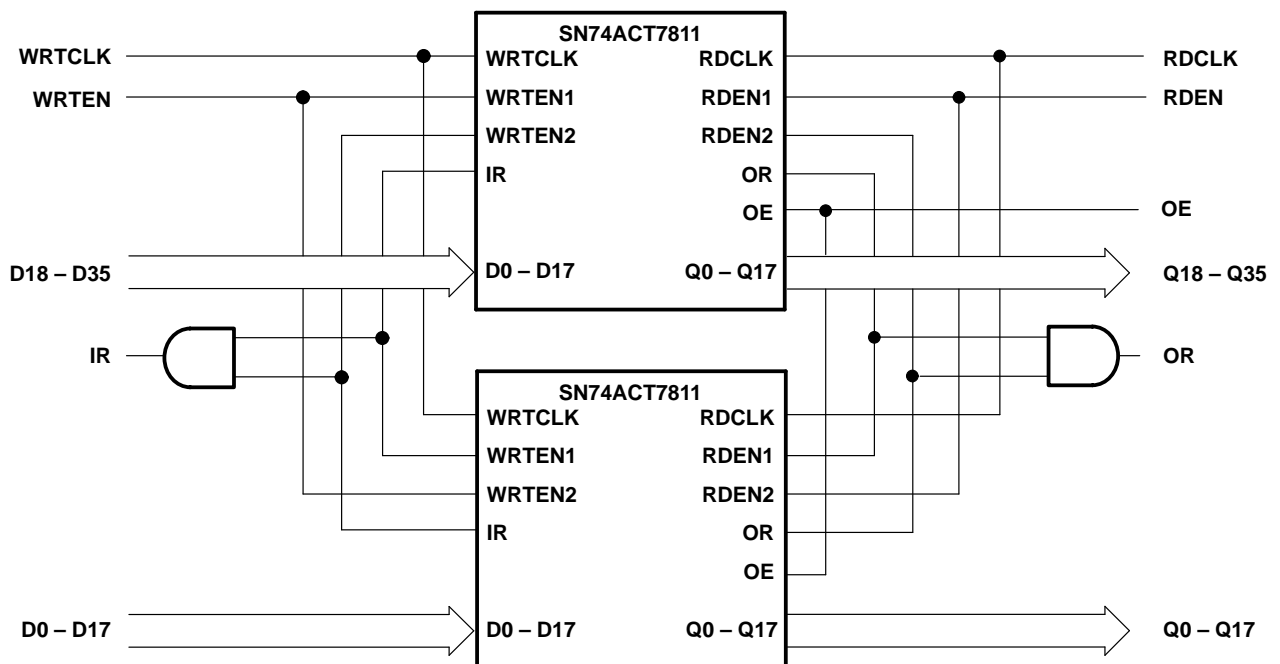 SN74ACT7811
WRTCLK WRTCLK RDCLK RDCLK
WRTEN WRTEN1 RDEN1 RDEN
WRTEN2 RDEN2
IR OR
OE OE
D18 – D35 D0 – D17 Q0 – Q17 Q18 – Q35
IR OR
SN74ACT7811
WRTCLK RDCLK
WRTEN1 RDEN1
WRTEN2 RDEN2
IR OR
OE
D0 – D17 D0 – D17 Q0 – Q17 Q0 – Q17